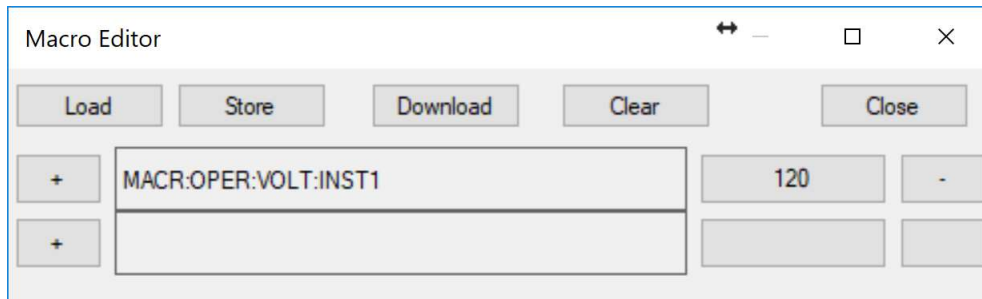 Macro Editor
Load Store Download Clear Close
+ MACR:OPER:VOLT:INST1 120 -
+